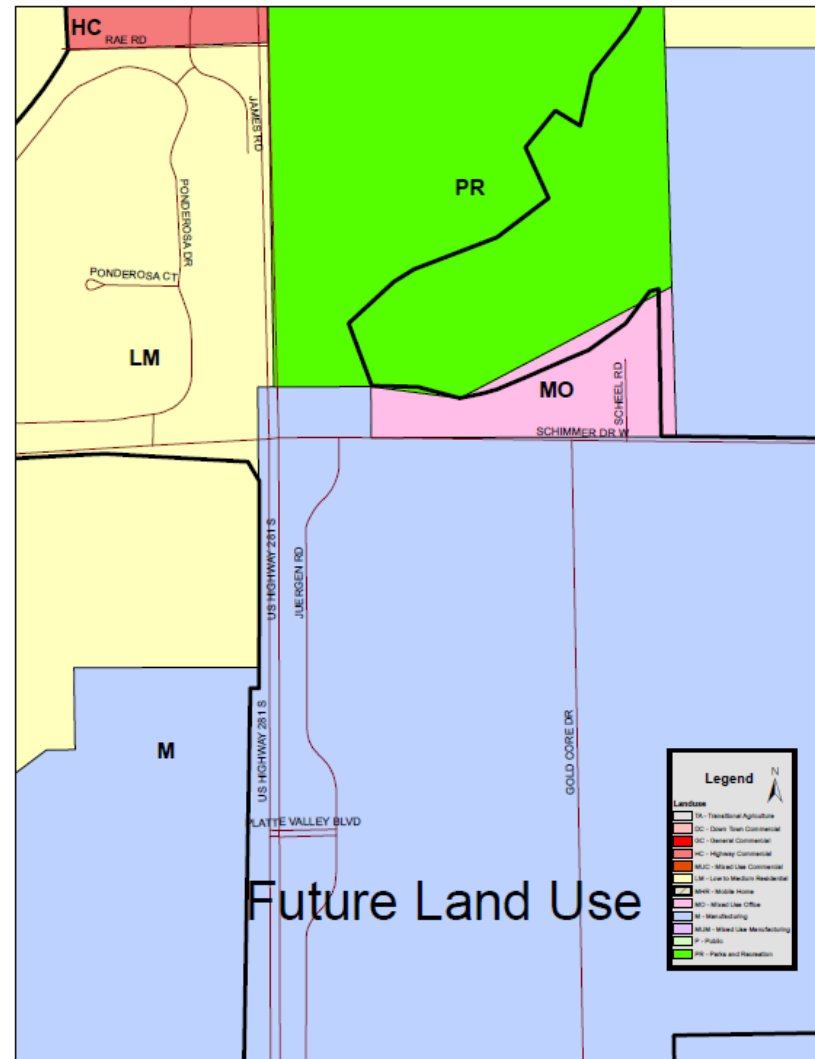 HC
RAE RD
JAMES RD
PR
PONDEROSA DR
PONDEROSA CT
LM
MO
SCHEEL RD
SCHIMMER DR W
US HIGHWAY 281 S
JUERGEN RD
M
US HIGHWAY 281 S
GOLD CORE DR
PLATTE VALLEY BLVD
Future Land Use
Legend
N
Landuse
TA - Transitional Agriculture
DC - Down Town Commercial
GC - General Commercial
HC - Highway Commercial
MUC - Mixed Use Commercial
LM - Low to Medium Residential
MHR - Mobile Home
MO - Mixed Use Office
M - Manufacturing
MUM - Mixed Use Manufacturing
P - Public
PR - Parks and Recreation